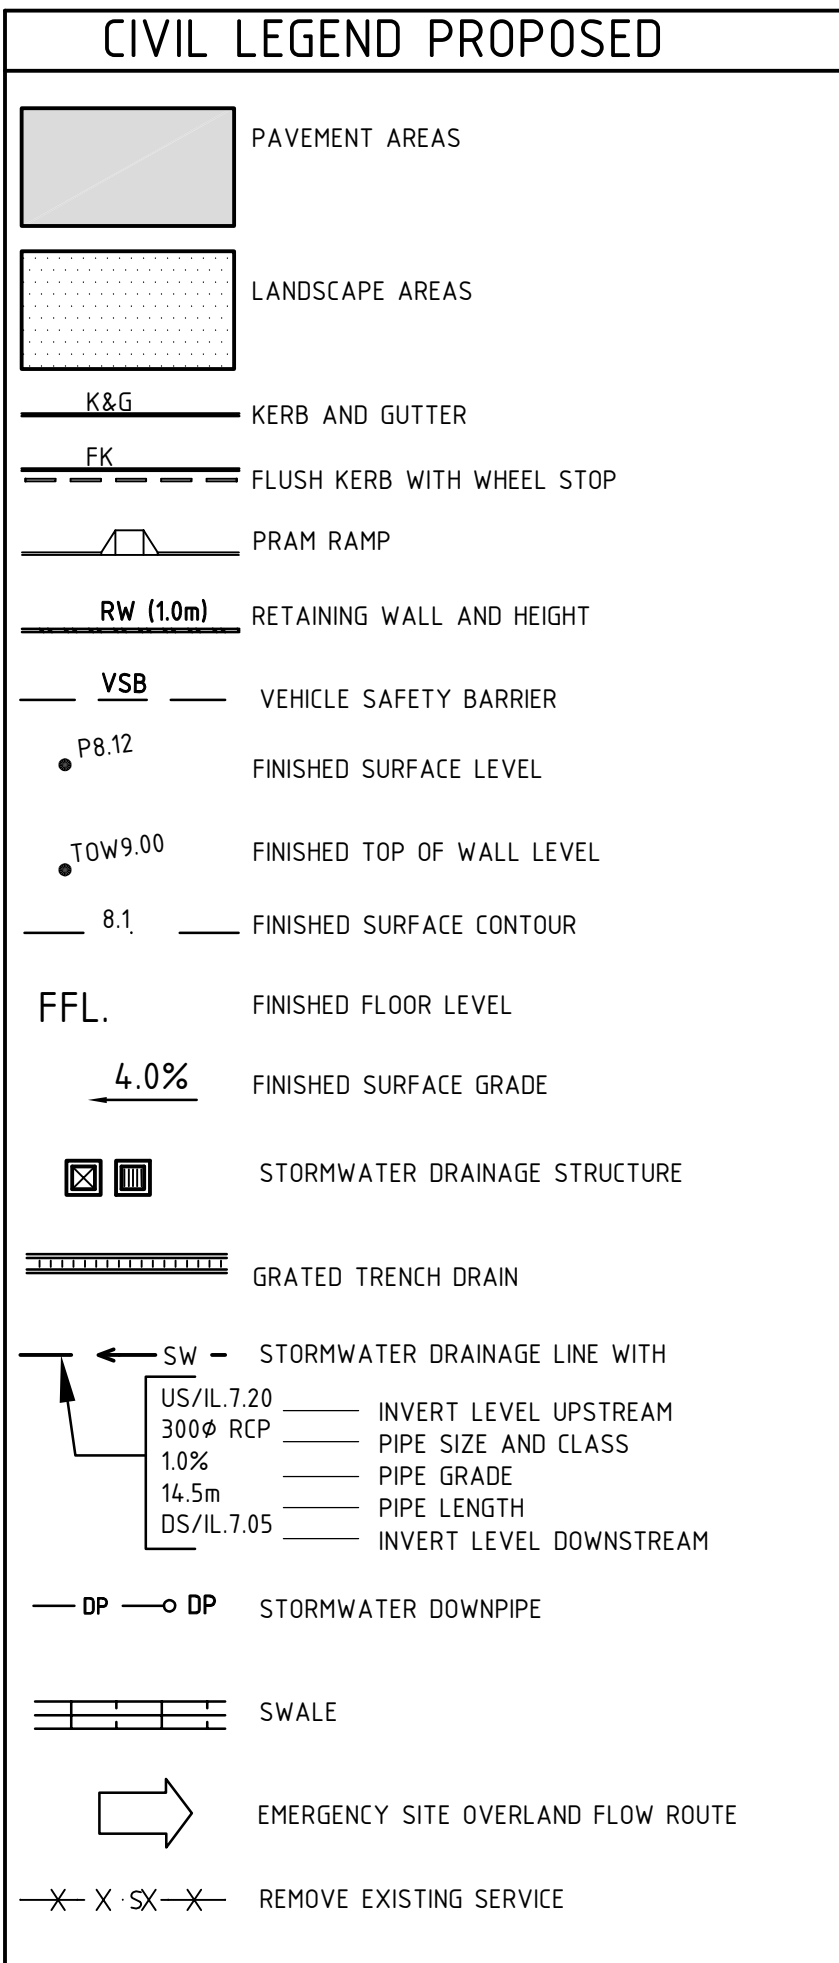 CIVIL LEGEND PROPOSED
PAVEMENT AREAS
LANDSCAPE AREAS
K&G
KERB AND GUTTER
FK
FLUSH KERB WITH WHEEL STOP
PRAM RAMP
RW (1.0m)
RETAINING WALL AND HEIGHT
VSB
VEHICLE SAFETY BARRIER
P8.12
FINISHED SURFACE LEVEL
TOW9.00
FINISHED TOP OF WALL LEVEL
8.1
FINISHED SURFACE CONTOUR
FFL.
FINISHED FLOOR LEVEL
4.0%
FINISHED SURFACE GRADE
STORMWATER DRAINAGE STRUCTURE
GRATED TRENCH DRAIN
SW
STORMWATER DRAINAGE LINE WITH
US/IL.7.20
INVERT LEVEL UPSTREAM
300Ø RCP
PIPE SIZE AND CLASS
1.0%
PIPE GRADE
14.5m
PIPE LENGTH
DS/IL.7.05
INVERT LEVEL DOWNSTREAM
DP DP
STORMWATER DOWNPIPE
SWALE
EMERGENCY SITE OVERLAND FLOW ROUTE
X X SX X
REMOVE EXISTING SERVICE